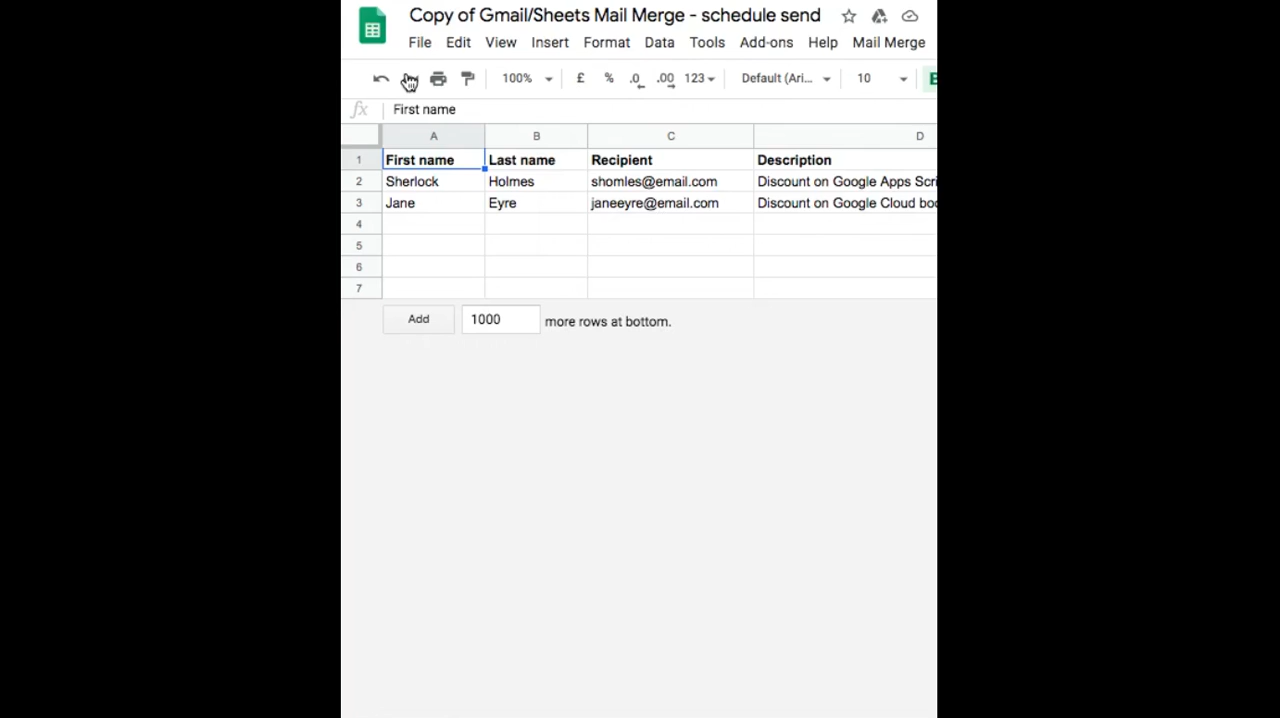 Copy of Gmail/Sheets Mail Merge - schedule send
File Edit View Insert Format Data Tools Add-ons Help Mail Merge
100% £ % .0 .00 123 Default (Ari... 10
fx First name
A B C D
1 First name Last name Recipient Description
2 Sherlock Holmes shomles@email.com Discount on Google Apps Scri
3 Jane Eyre janeeyre@email.com Discount on Google Cloud boo
4
5
6
7
Add 1000 more rows at bottom.